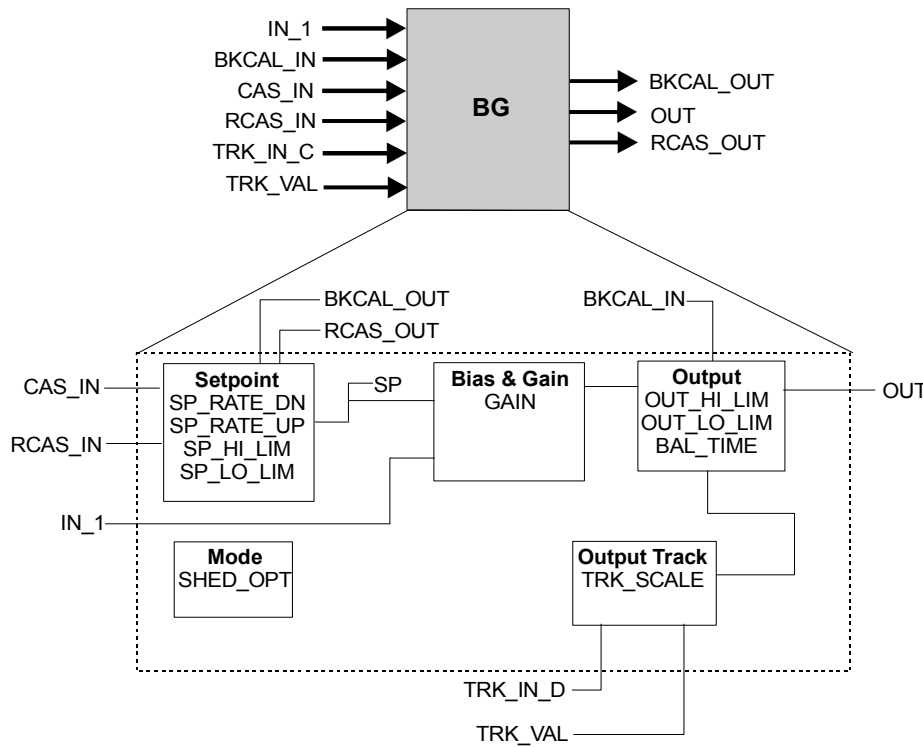 IN_1
BKCAL_IN
CAS_IN
RCAS_IN
TRK_IN_C
TRK_VAL
BG
BKCAL_OUT
OUT
RCAS_OUT
BKCAL_OUT
RCAS_OUT
BKCAL_IN
CAS_IN
RCAS_IN
IN_1
Setpoint
SP_RATE_DN
SP_RATE_UP
SP_HI_LIM
SP_LO_LIM
SP
Bias & Gain
GAIN
Output
OUT_HI_LIM
OUT_LO_LIM
BAL_TIME
OUT
Mode
SHED_OPT
Output Track
TRK_SCALE
TRK_IN_D
TRK_VAL